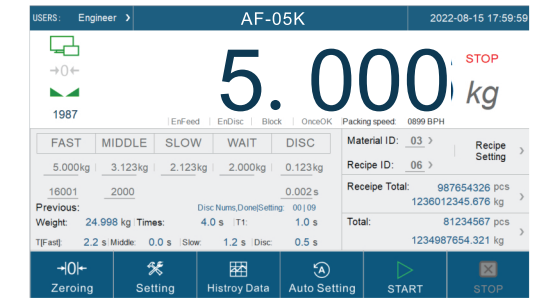 USERS: Engineer > AF-05K 2022-08-15 17:59:59
→0← 5.000 kg STOP
1987
EnFeed | EnDisc | Block | OnceOK |Packing speed: 0899 BPH
FAST MIDDLE SLOW WAIT DISC
5.000kg 3.123kg 2.123kg 2.000kg 0.123kg
16001 2000 0.002 s
Previous: Disc Nums,Done|Setting: 00|09
Weight: 24.998 kg Times: 4.0 s T1: 1.0 s
T[Fast]: 2.2 s Middle: 0.0 s Slow: 1.2 s Disc: 0.5 s
Material ID: 03 >
Recipe ID: 06 >
Recipe Setting >
Receipe Total: 987654326 pcs
1236012345.676 kg >
Total: 81234567 pcs
1234987654.321 kg >
→0← Zeroing
Setting
Histroy Data
Auto Setting
START
STOP